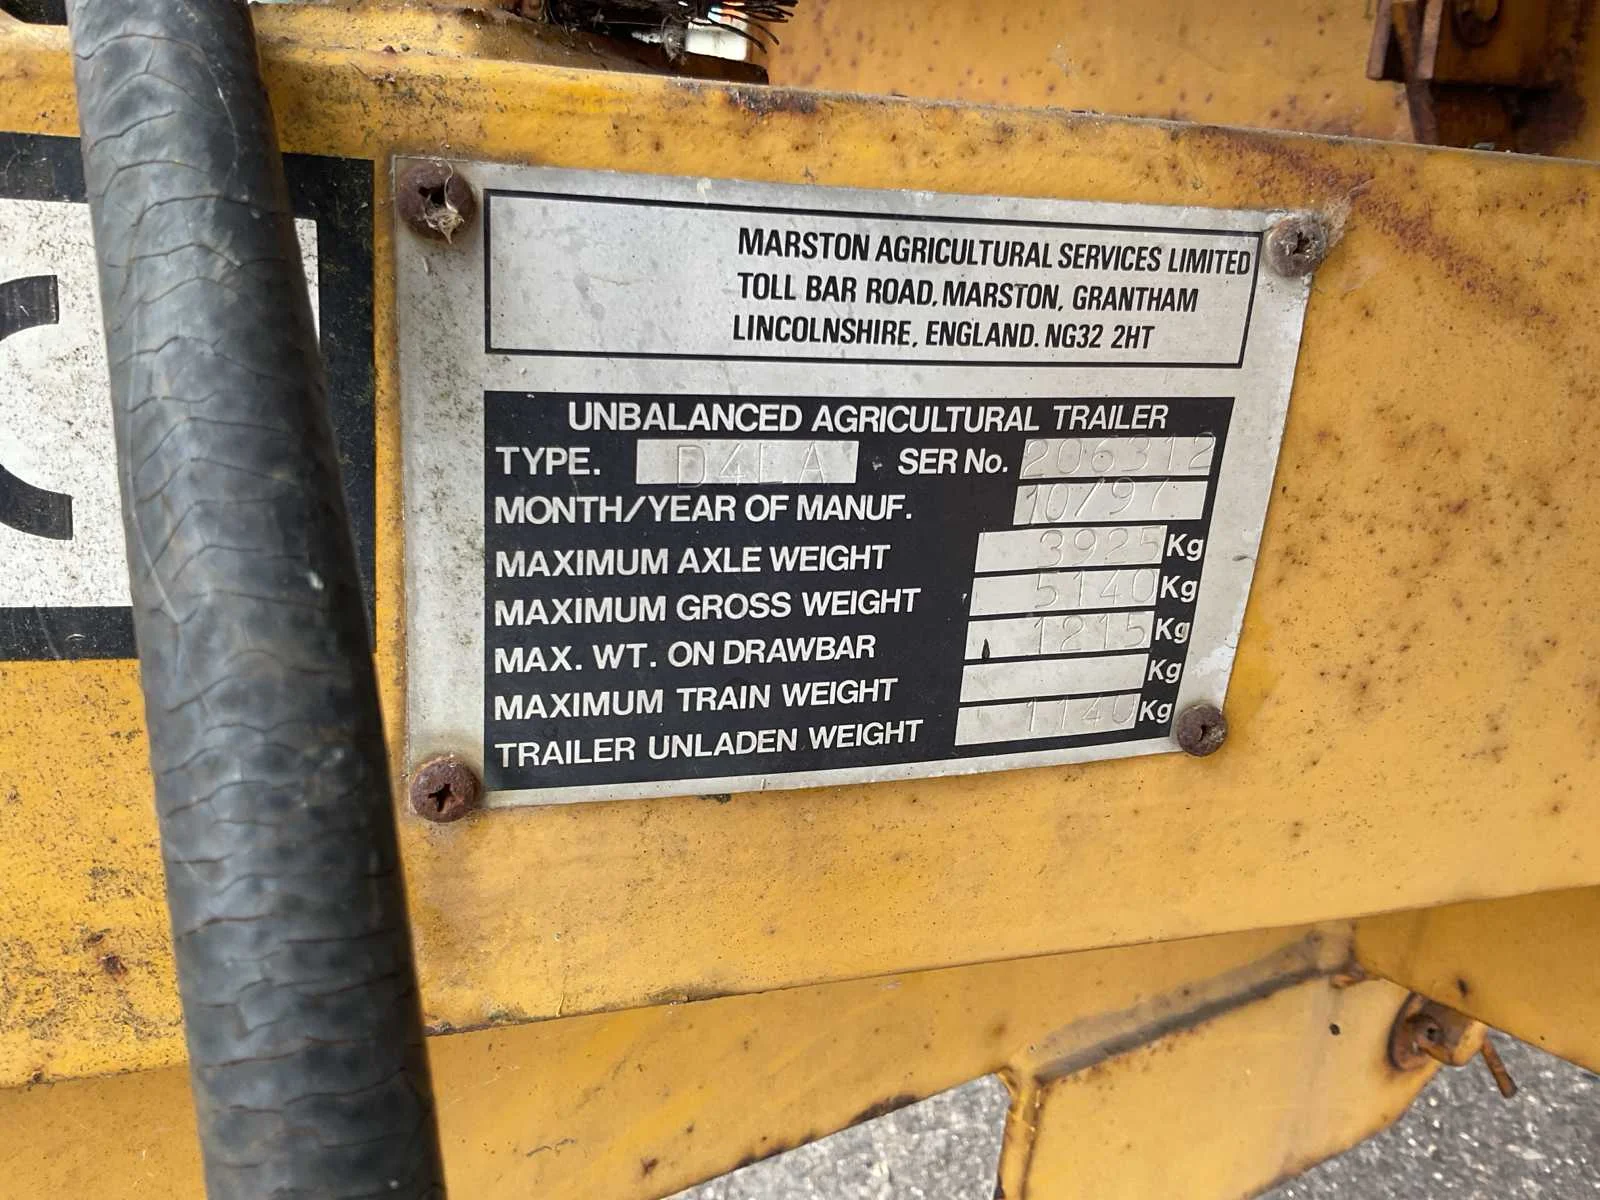 MARSTON AGRICULTURAL SERVICES LIMITED
TOLL BAR ROAD, MARSTON, GRANTHAM
LINCOLNSHIRE, ENGLAND. NG32 2HT
UNBALANCED AGRICULTURAL TRAILER
TYPE. D4LA SER No. 206312
MONTH/YEAR OF MANUF. 10/97
MAXIMUM AXLE WEIGHT 3925 Kg
MAXIMUM GROSS WEIGHT 5140 Kg
MAX. WT. ON DRAWBAR 1215 Kg
MAXIMUM TRAIN WEIGHT Kg
TRAILER UNLADEN WEIGHT 1140 Kg